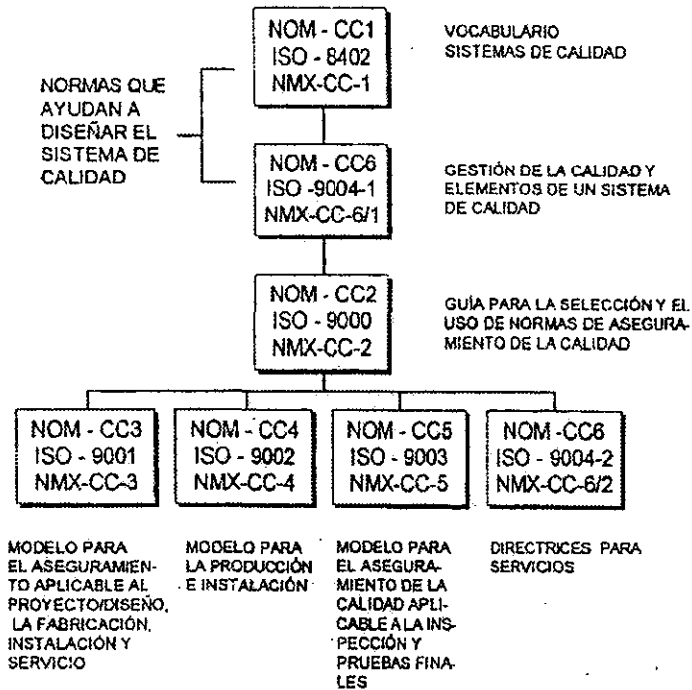 NOM - CC1
ISO - 8402
NMX-CC-1
VOCABULARIO
SISTEMAS DE CALIDAD
NORMAS QUE
AYUDAN A
DISEÑAR EL
SISTEMA DE
CALIDAD
NOM - CC6
ISO -9004-1
NMX-CC-6/1
GESTIÓN DE LA CALIDAD Y
ELEMENTOS DE UN SISTEMA
DE CALIDAD
NOM - CC2
ISO - 9000
NMX-CC-2
GUÍA PARA LA SELECCIÓN Y EL
USO DE NORMAS DE ASEGURA-
MIENTO DE LA CALIDAD
NOM - CC3
ISO - 9001
NMX-CC-3
NOM - CC4
ISO - 9002
NMX-CC-4
NOM - CC5
ISO - 9003
NMX-CC-5
NOM - CC6
ISO - 9004-2
NMX-CC-6/2
MODELO PARA
EL ASEGURAMIEN-
TO APLICABLE AL
PROYECTO/DISEÑO,
LA FABRICACIÓN,
INSTALACIÓN Y
SERVICIO
MODELO PARA
LA PRODUCCIÓN
E INSTALACIÓN
MODELO PARA
EL ASEGURA-
MIENTO DE LA
CALIDAD APLI-
CABLE A LA INS-
PECCIÓN Y
PRUEBAS FINA-
LES
DIRECTRICES PARA
SERVICIOS